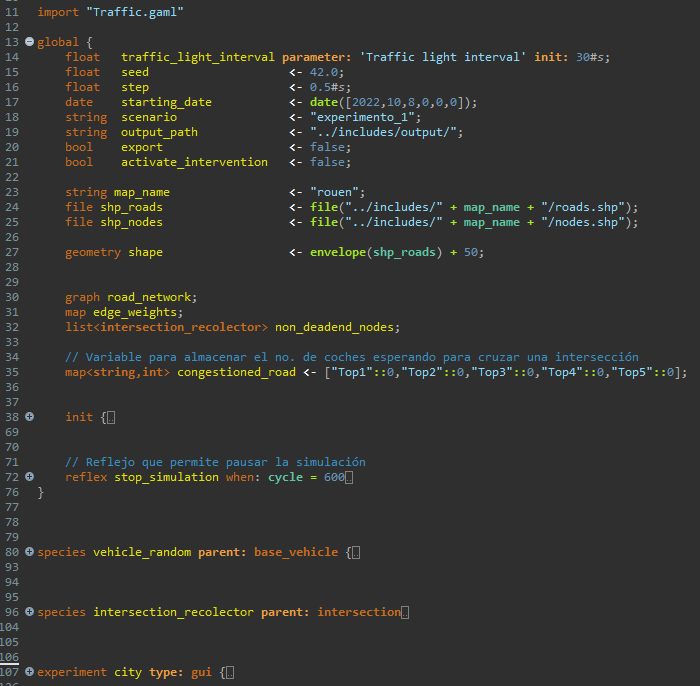 11 import "Traffic.gaml"
12
13 global {
14 float traffic_light_interval parameter: 'Traffic light interval' init: 30#s;
15 float seed <- 42.0;
16 float step <- 0.5#s;
17 date starting_date <- date([2022,10,8,0,0,0]);
18 string scenario <- "experimento_1";
19 string output_path <- "../includes/output/";
20 bool export <- false;
21 bool activate_intervention <- false;
22
23 string map_name <- "rouen";
24 file shp_roads <- file("../includes/" + map_name + "/roads.shp");
25 file shp_nodes <- file("../includes/" + map_name + "/nodes.shp");
26
27 geometry shape <- envelope(shp_roads) + 50;
28
29
30 graph road_network;
31 map edge_weights;
32 list<intersection_recolector> non_deadend_nodes;
33
34 // Variable para almacenar el no. de coches esperando para cruzar una intersección
35 map<string,int> congestioned_road <- ["Top1"::0,"Top2"::0,"Top3"::0,"Top4"::0,"Top5"::0];
36
37
38 init {
69
70
71 // Reflejo que permite pausar la simulación
72 reflex stop_simulation when: cycle = 600
76 }
77
78
79
80 species vehicle_random parent: base_vehicle {
93
94
95
96 species intersection_recolector parent: intersection
104
105
106
107 experiment city type: gui {